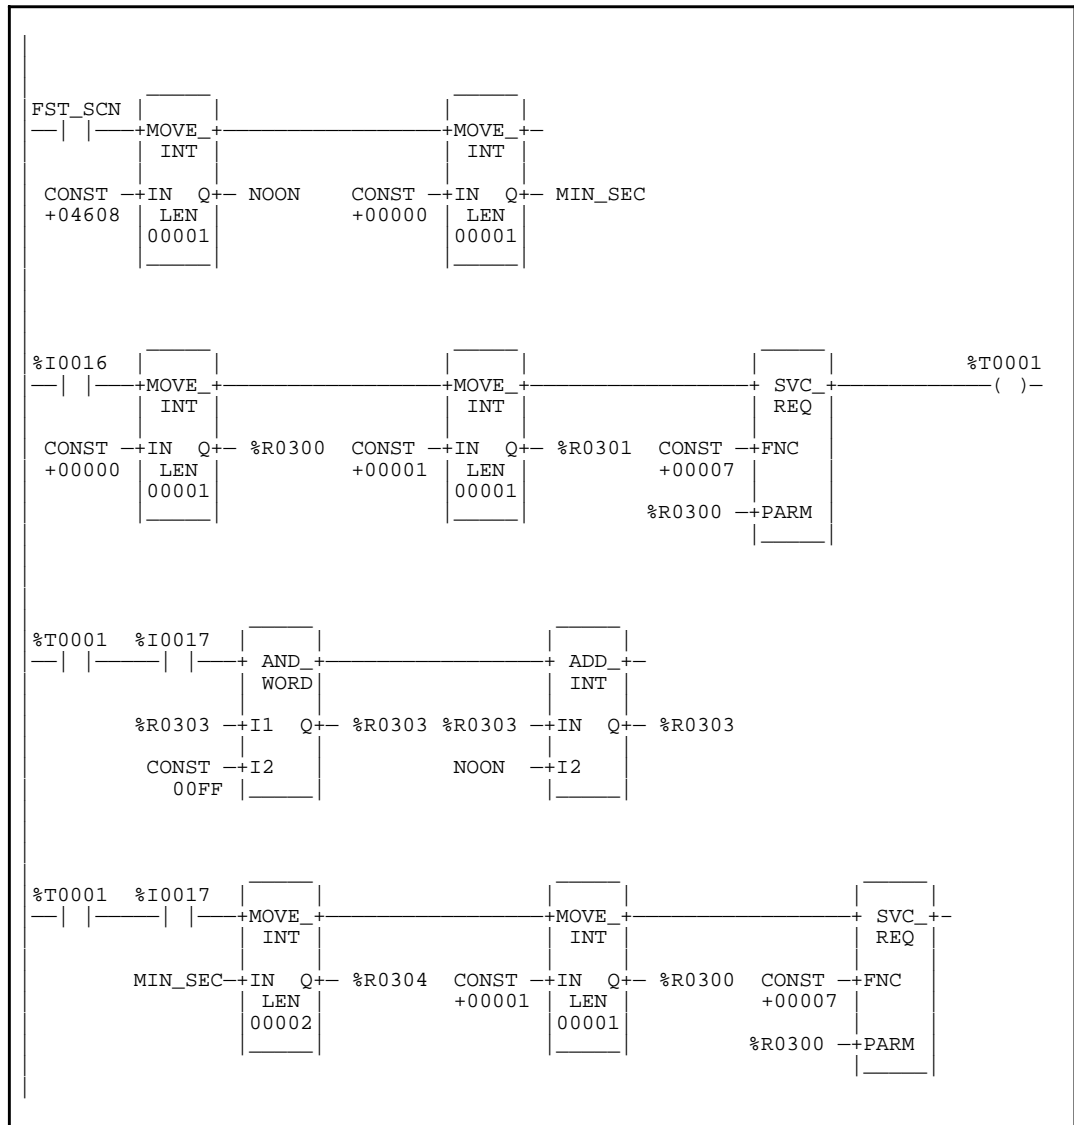 FST_SCN
MOVE_ MOVE_
INT INT
CONST IN Q NOON CONST IN Q MIN_SEC
+04608 LEN +00000 LEN
00001 00001
%I0016 %T0001
MOVE_ MOVE_ SVC_ ( )
INT INT REQ
CONST IN Q %R0300 CONST IN Q %R0301 CONST FNC
+00000 LEN +00001 LEN +00007
00001 00001
%R0300 PARM
%T0001 %I0017
AND_ ADD_
WORD INT
%R0303 I1 Q %R0303 %R0303 IN Q %R0303
CONST I2 NOON I2
00FF
%T0001 %I0017
MOVE_ MOVE_ SVC_
INT INT REQ
MIN_SEC IN Q %R0304 CONST IN Q %R0300 CONST FNC
LEN +00001 LEN +00007
00002 00001
%R0300 PARM